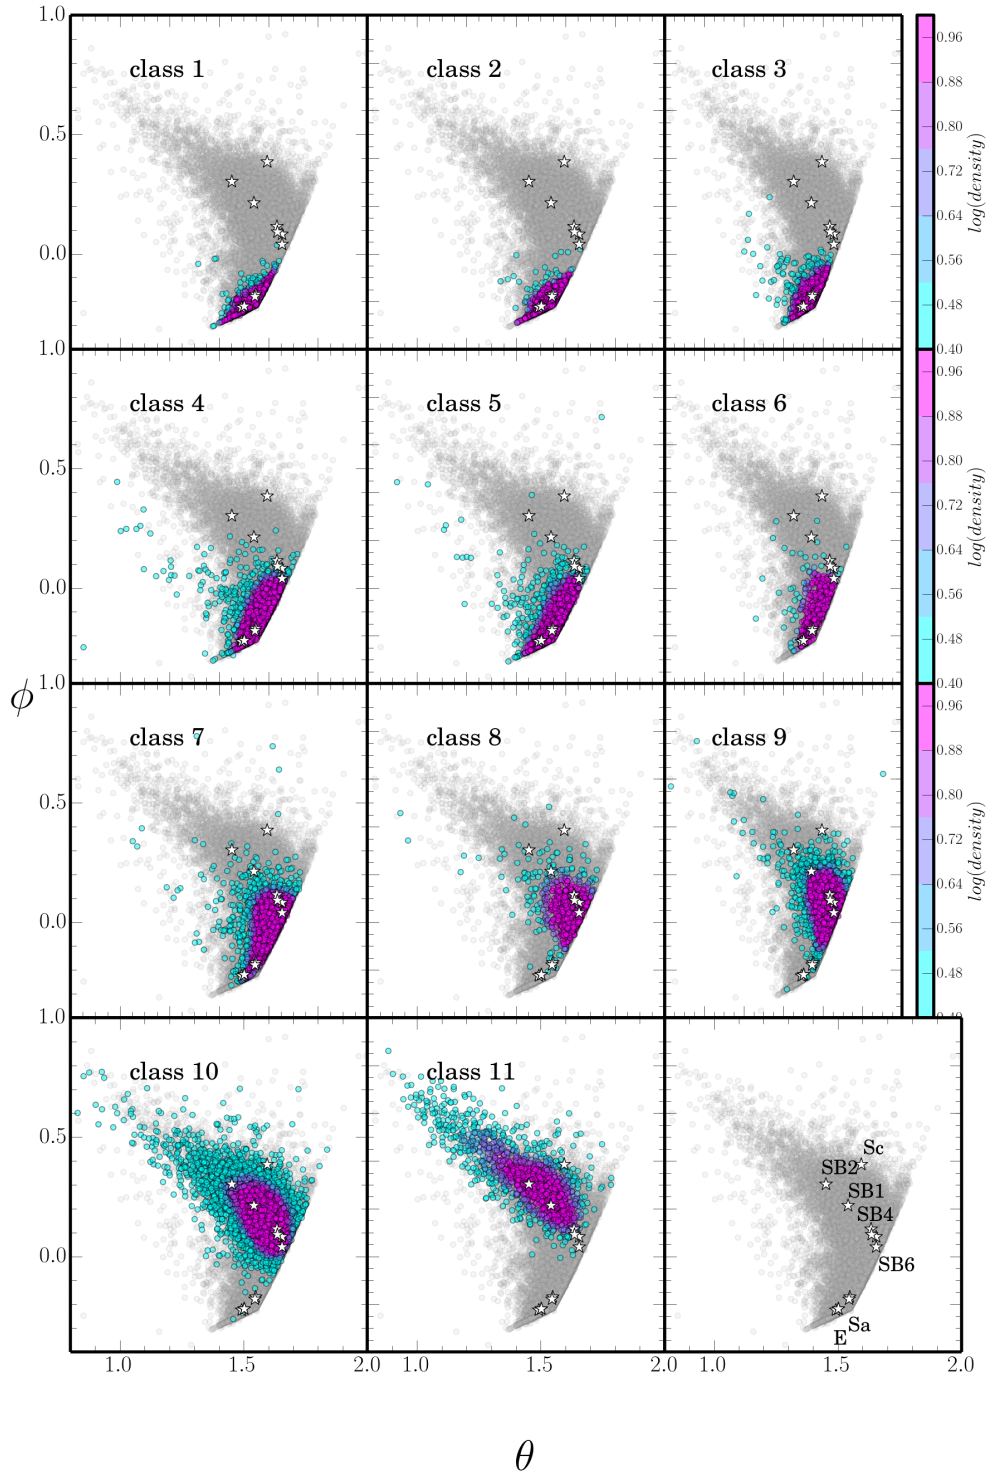 1.0
class 1
class 2
class 3
0.96
0.88
0.80
0.72
0.64
0.56
0.48
0.40
log(density)
0.5
0.0
1.0
class 4
class 5
class 6
0.96
0.88
0.80
0.72
0.64
0.56
0.48
0.40
log(density)
0.5
0.0
ϕ
1.0
class 7
class 8
class 9
0.96
0.88
0.80
0.72
0.64
0.56
0.48
0.40
log(density)
0.5
0.0
1.0
class 10
class 11
0.5
0.0
Sc
SB2
SB1
SB4
SB6
Sa
E
1.0
1.5
2.0
1.0
1.5
1.0
1.5
2.0
θ